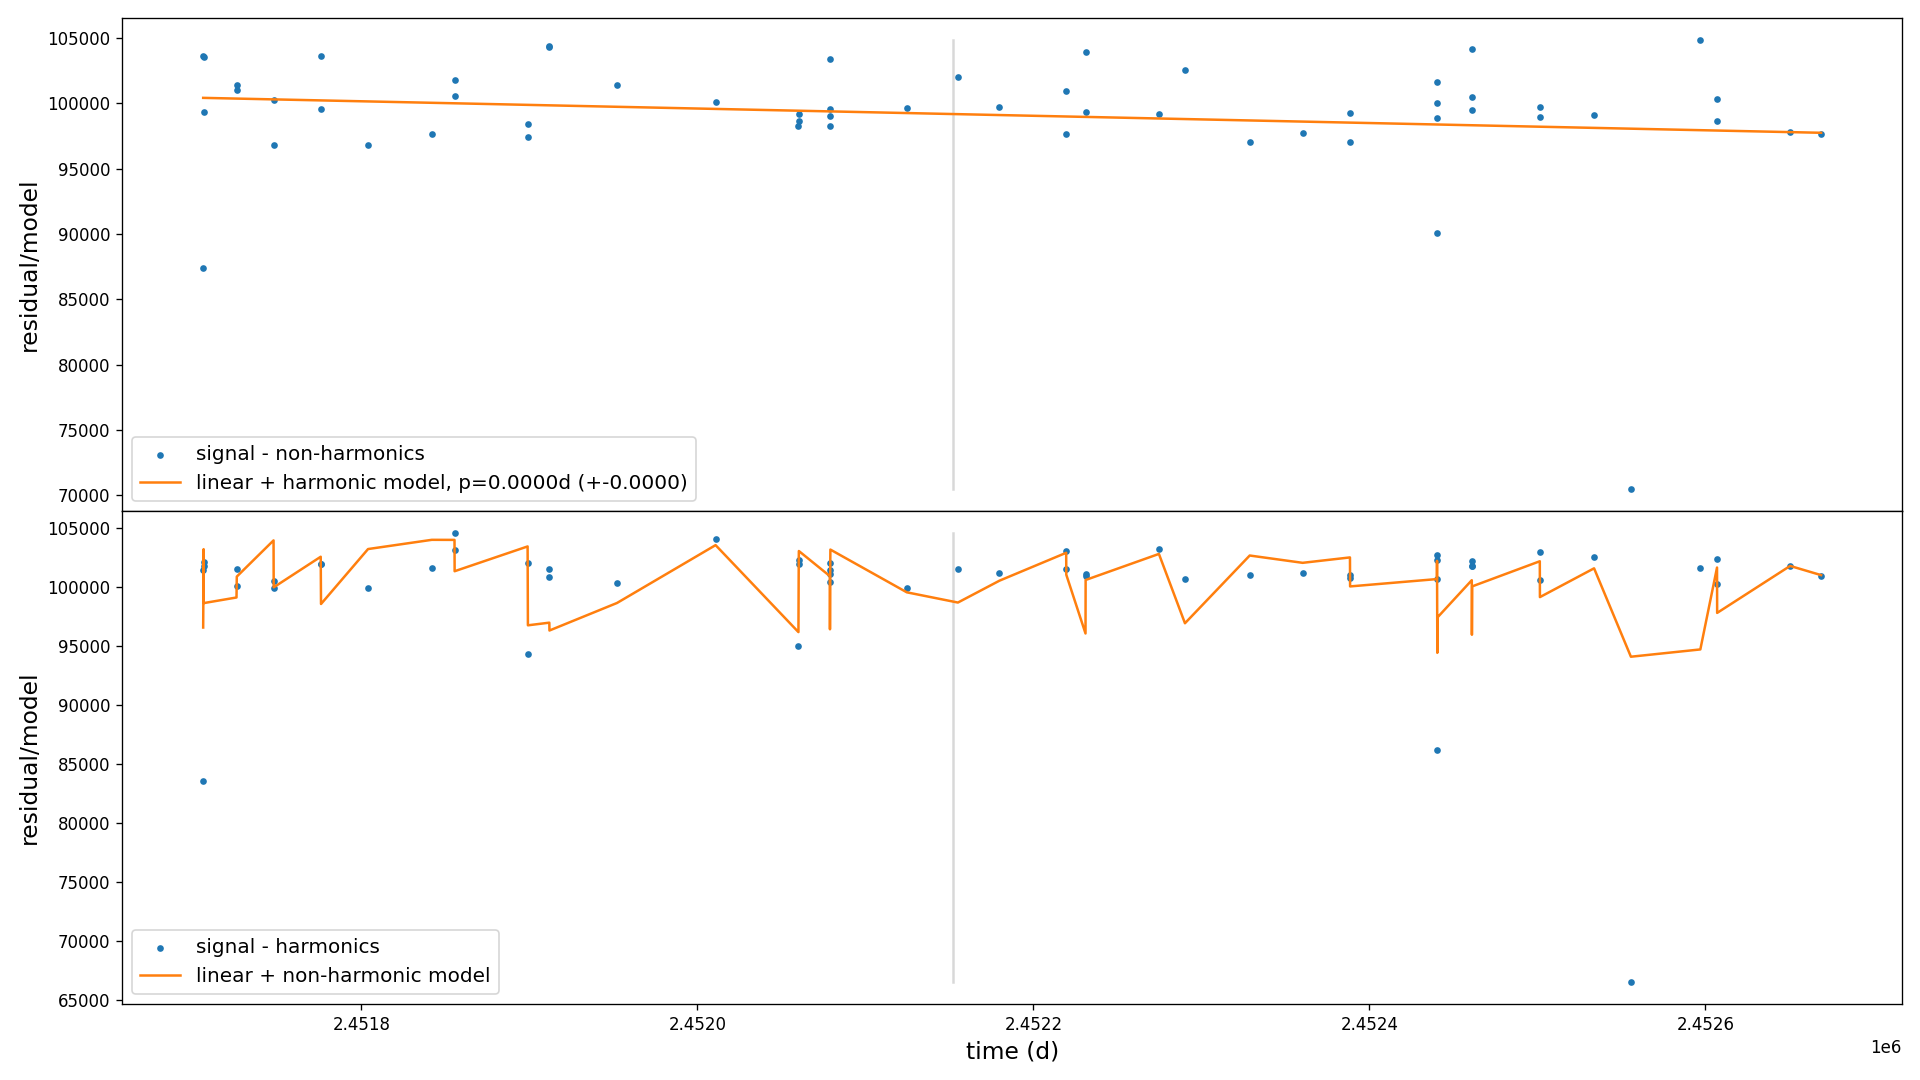 105000
100000
95000
90000
85000
80000
75000
70000
residual/model
signal - non-harmonics
linear + harmonic model, p=0.0000d (+-0.0000)
105000
100000
95000
90000
85000
80000
75000
70000
65000
residual/model
signal - harmonics
linear + non-harmonic model
2.4518 2.4520 2.4522 2.4524 2.4526
time (d)
1e6